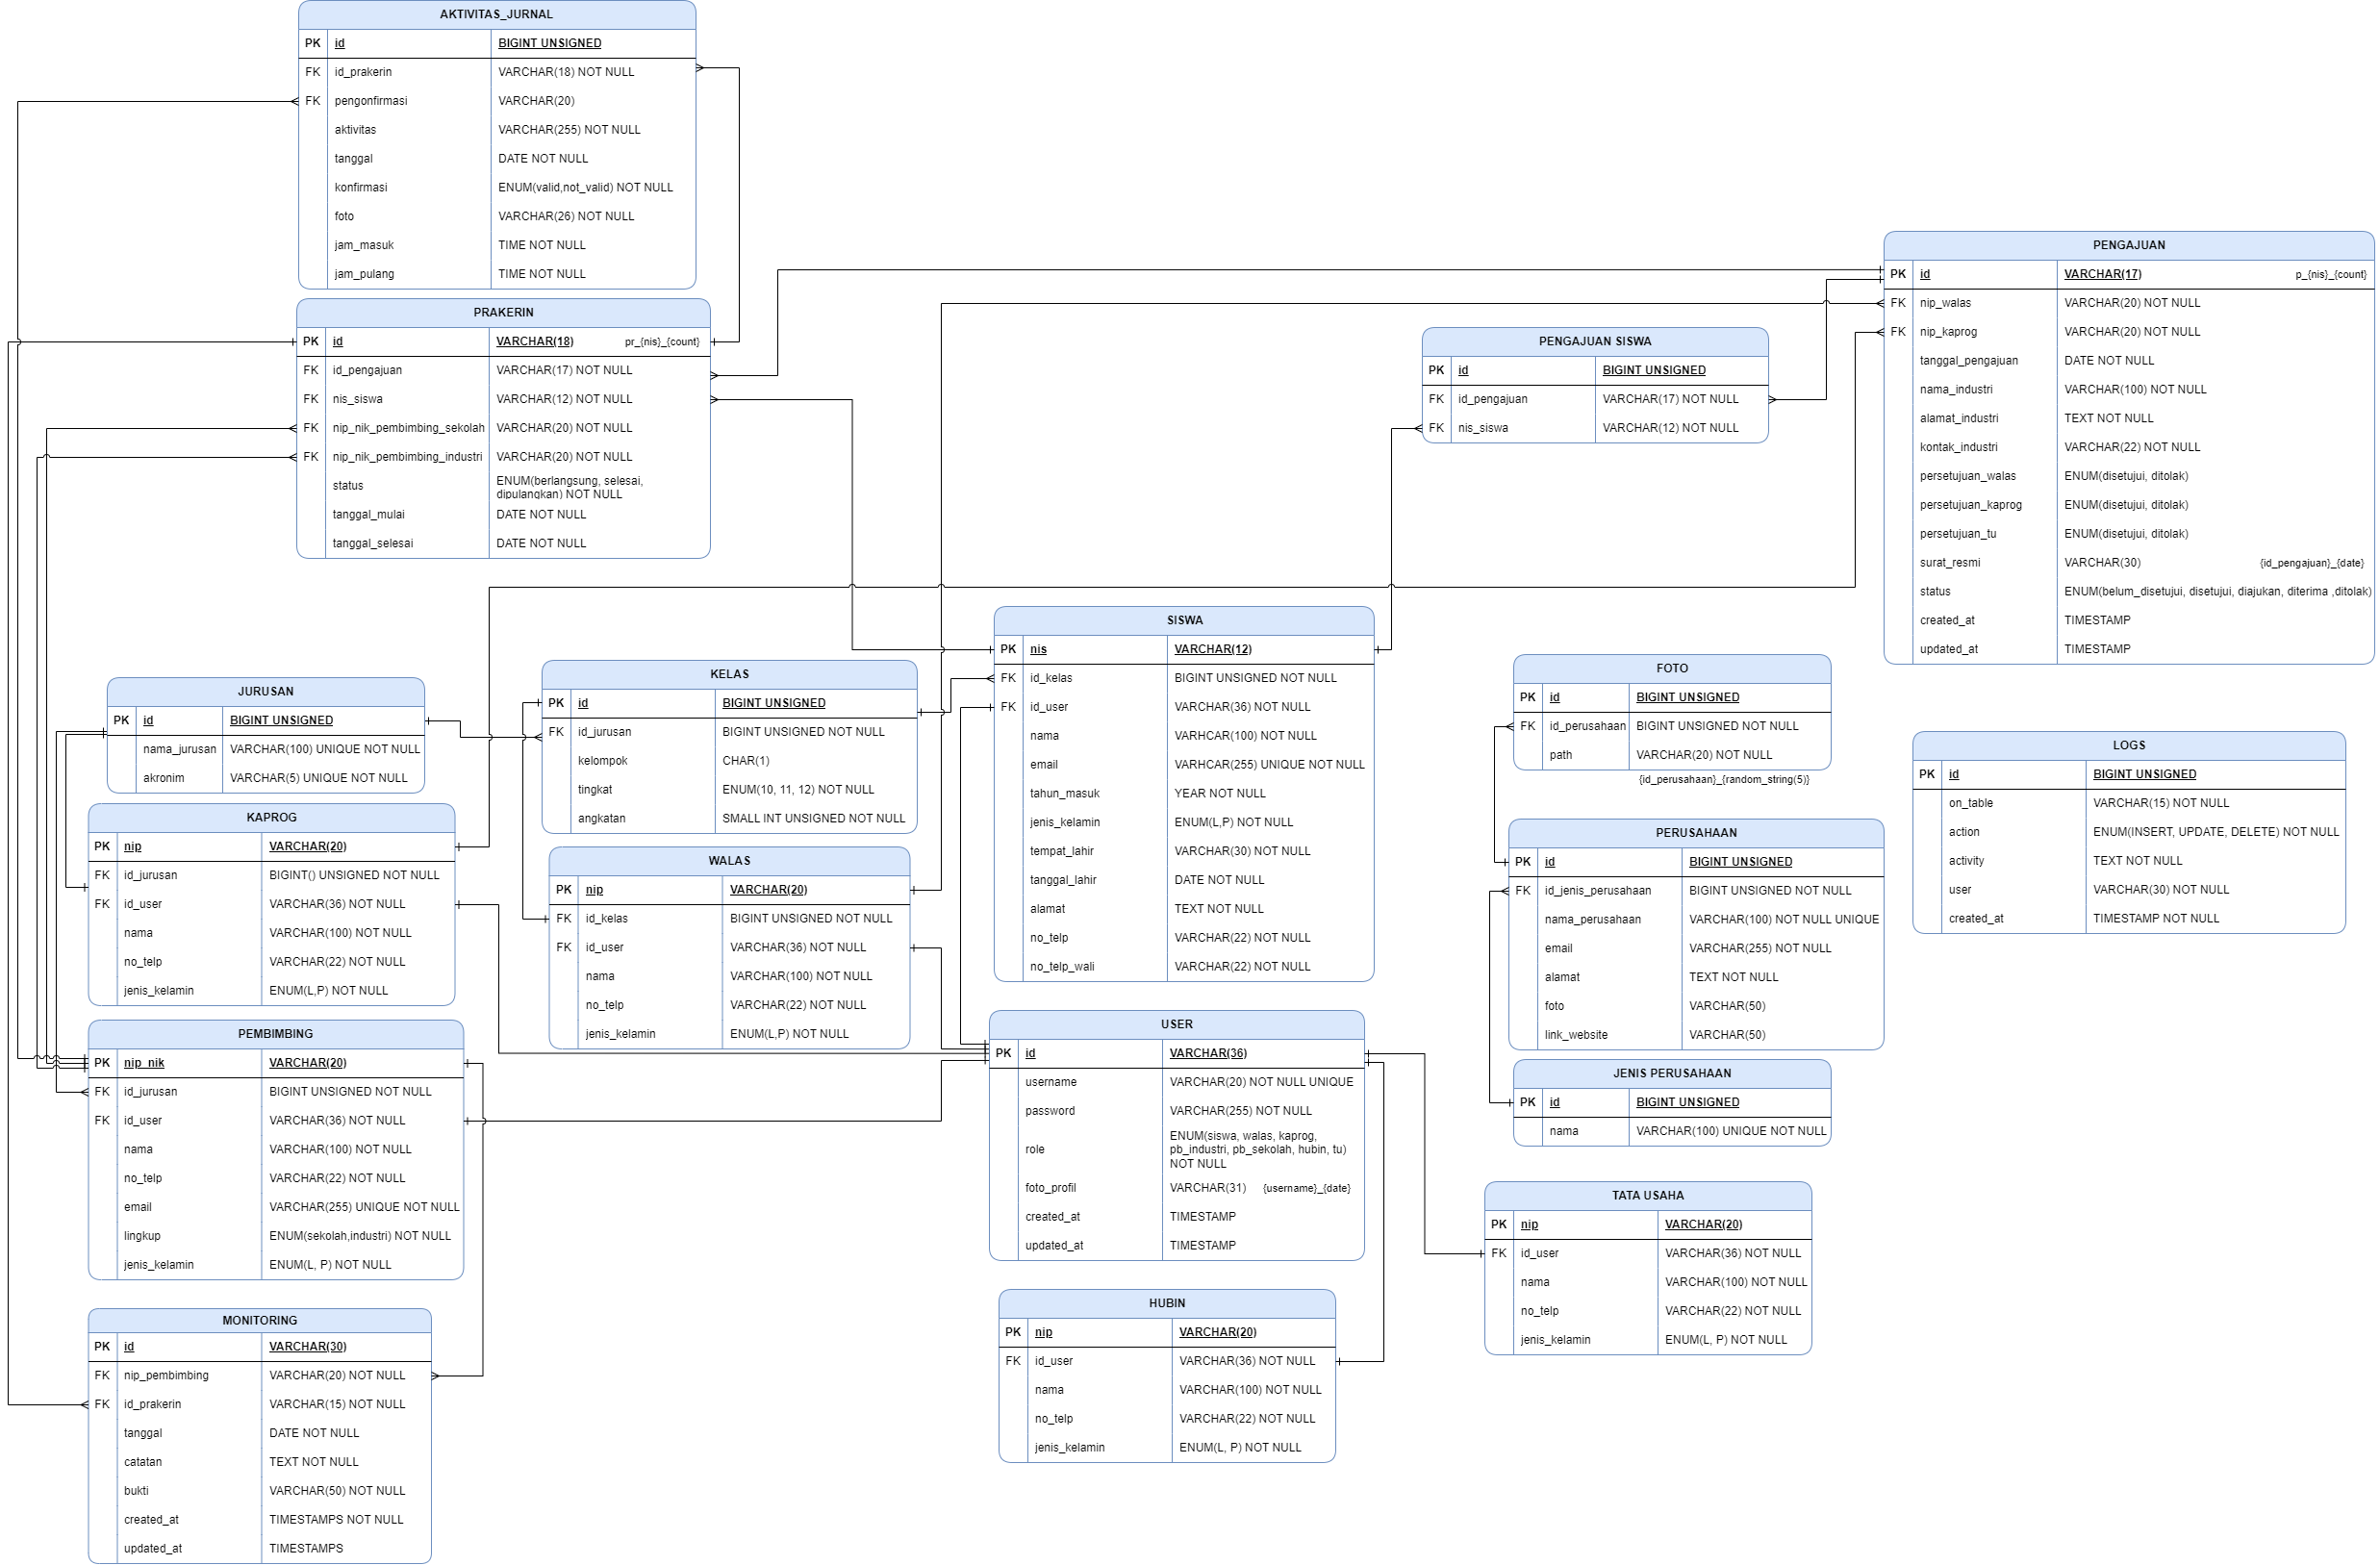 AKTIVITAS_JURNAL
PK id BIGINT UNSIGNED
FK id_prakerin VARCHAR(18) NOT NULL
FK pengonfirmasi VARCHAR(20)
aktivitas VARCHAR(255) NOT NULL
tanggal DATE NOT NULL
konfirmasi ENUM(valid,not_valid) NOT NULL
foto VARCHAR(26) NOT NULL
jam_masuk TIME NOT NULL
jam_pulang TIME NOT NULL
PRAKERIN
PK id VARCHAR(18) pr_{nis}_{count}
FK id_pengajuan VARCHAR(17) NOT NULL
FK nis_siswa VARCHAR(12) NOT NULL
FK nip_nik_pembimbing_sekolah VARCHAR(20) NOT NULL
FK nip_nik_pembimbing_industri VARCHAR(20) NOT NULL
status ENUM(berlangsung, selesai,
dipulangkan) NOT NULL
tanggal_mulai DATE NOT NULL
tanggal_selesai DATE NOT NULL
PENGAJUAN
PK id VARCHAR(17) p_{nis}_{count}
FK nip_walas VARCHAR(20) NOT NULL
FK nip_kaprog VARCHAR(20) NOT NULL
tanggal_pengajuan DATE NOT NULL
nama_industri VARCHAR(100) NOT NULL
alamat_industri TEXT NOT NULL
kontak_industri VARCHAR(22) NOT NULL
persetujuan_walas ENUM(disetujui, ditolak)
persetujuan_kaprog ENUM(disetujui, ditolak)
persetujuan_tu ENUM(disetujui, ditolak)
surat_resmi VARCHAR(30) {id_pengajuan}_{date}
status ENUM(belum_disetujui, disetujui, diajukan, diterima ,ditolak)
created_at TIMESTAMP
updated_at TIMESTAMP
PENGAJUAN SISWA
PK id BIGINT UNSIGNED
FK id_pengajuan VARCHAR(17) NOT NULL
FK nis_siswa VARCHAR(12) NOT NULL
JURUSAN
PK id BIGINT UNSIGNED
nama_jurusan VARCHAR(100) UNIQUE NOT NULL
akronim VARCHAR(5) UNIQUE NOT NULL
KELAS
PK id BIGINT UNSIGNED
FK id_jurusan BIGINT UNSIGNED NOT NULL
kelompok CHAR(1)
tingkat ENUM(10, 11, 12) NOT NULL
angkatan SMALL INT UNSIGNED NOT NULL
SISWA
PK nis VARCHAR(12)
FK id_kelas BIGINT UNSIGNED NOT NULL
FK id_user VARCHAR(36) NOT NULL
nama VARHCAR(100) NOT NULL
email VARHCAR(255) UNIQUE NOT NULL
tahun_masuk YEAR NOT NULL
jenis_kelamin ENUM(L,P) NOT NULL
tempat_lahir VARCHAR(30) NOT NULL
tanggal_lahir DATE NOT NULL
alamat TEXT NOT NULL
no_telp VARCHAR(22) NOT NULL
no_telp_wali VARCHAR(22) NOT NULL
FOTO
PK id BIGINT UNSIGNED
FK id_perusahaan BIGINT UNSIGNED NOT NULL
path VARCHAR(20) NOT NULL
{id_perusahaan}_{random_string(5)}
LOGS
PK id BIGINT UNSIGNED
on_table VARCHAR(15) NOT NULL
action ENUM(INSERT, UPDATE, DELETE) NOT NULL
activity TEXT NOT NULL
user VARCHAR(30) NOT NULL
created_at TIMESTAMP NOT NULL
KAPROG
PK nip VARCHAR(20)
FK id_jurusan BIGINT() UNSIGNED NOT NULL
FK id_user VARCHAR(36) NOT NULL
nama VARCHAR(100) NOT NULL
no_telp VARCHAR(22) NOT NULL
jenis_kelamin ENUM(L,P) NOT NULL
WALAS
PK nip VARCHAR(20)
FK id_kelas BIGINT UNSIGNED NOT NULL
FK id_user VARCHAR(36) NOT NULL
nama VARCHAR(100) NOT NULL
no_telp VARCHAR(22) NOT NULL
jenis_kelamin ENUM(L,P) NOT NULL
PERUSAHAAN
PK id BIGINT UNSIGNED
FK id_jenis_perusahaan BIGINT UNSIGNED NOT NULL
nama_perusahaan VARCHAR(100) NOT NULL UNIQUE
email VARCHAR(255) NOT NULL
alamat TEXT NOT NULL
foto VARCHAR(50)
link_website VARCHAR(50)
PEMBIMBING
PK nip_nik VARCHAR(20)
FK id_jurusan BIGINT UNSIGNED NOT NULL
FK id_user VARCHAR(36) NOT NULL
nama VARCHAR(100) NOT NULL
no_telp VARCHAR(22) NOT NULL
email VARCHAR(255) UNIQUE NOT NULL
lingkup ENUM(sekolah,industri) NOT NULL
jenis_kelamin ENUM(L, P) NOT NULL
USER
PK id VARCHAR(36)
username VARCHAR(20) NOT NULL UNIQUE
password VARCHAR(255) NOT NULL
role ENUM(siswa, walas, kaprog,
pb_industri, pb_sekolah, hubin, tu)
NOT NULL
foto_profil VARCHAR(31) {username}_{date}
created_at TIMESTAMP
updated_at TIMESTAMP
JENIS PERUSAHAAN
PK id BIGINT UNSIGNED
nama VARCHAR(100) UNIQUE NOT NULL
TATA USAHA
PK nip VARCHAR(20)
FK id_user VARCHAR(36) NOT NULL
nama VARCHAR(100) NOT NULL
no_telp VARCHAR(22) NOT NULL
jenis_kelamin ENUM(L, P) NOT NULL
MONITORING
PK id VARCHAR(30)
FK nip_pembimbing VARCHAR(20) NOT NULL
FK id_prakerin VARCHAR(15) NOT NULL
tanggal DATE NOT NULL
catatan TEXT NOT NULL
bukti VARCHAR(50) NOT NULL
created_at TIMESTAMPS NOT NULL
updated_at TIMESTAMPS
HUBIN
PK nip VARCHAR(20)
FK id_user VARCHAR(36) NOT NULL
nama VARCHAR(100) NOT NULL
no_telp VARCHAR(22) NOT NULL
jenis_kelamin ENUM(L, P) NOT NULL